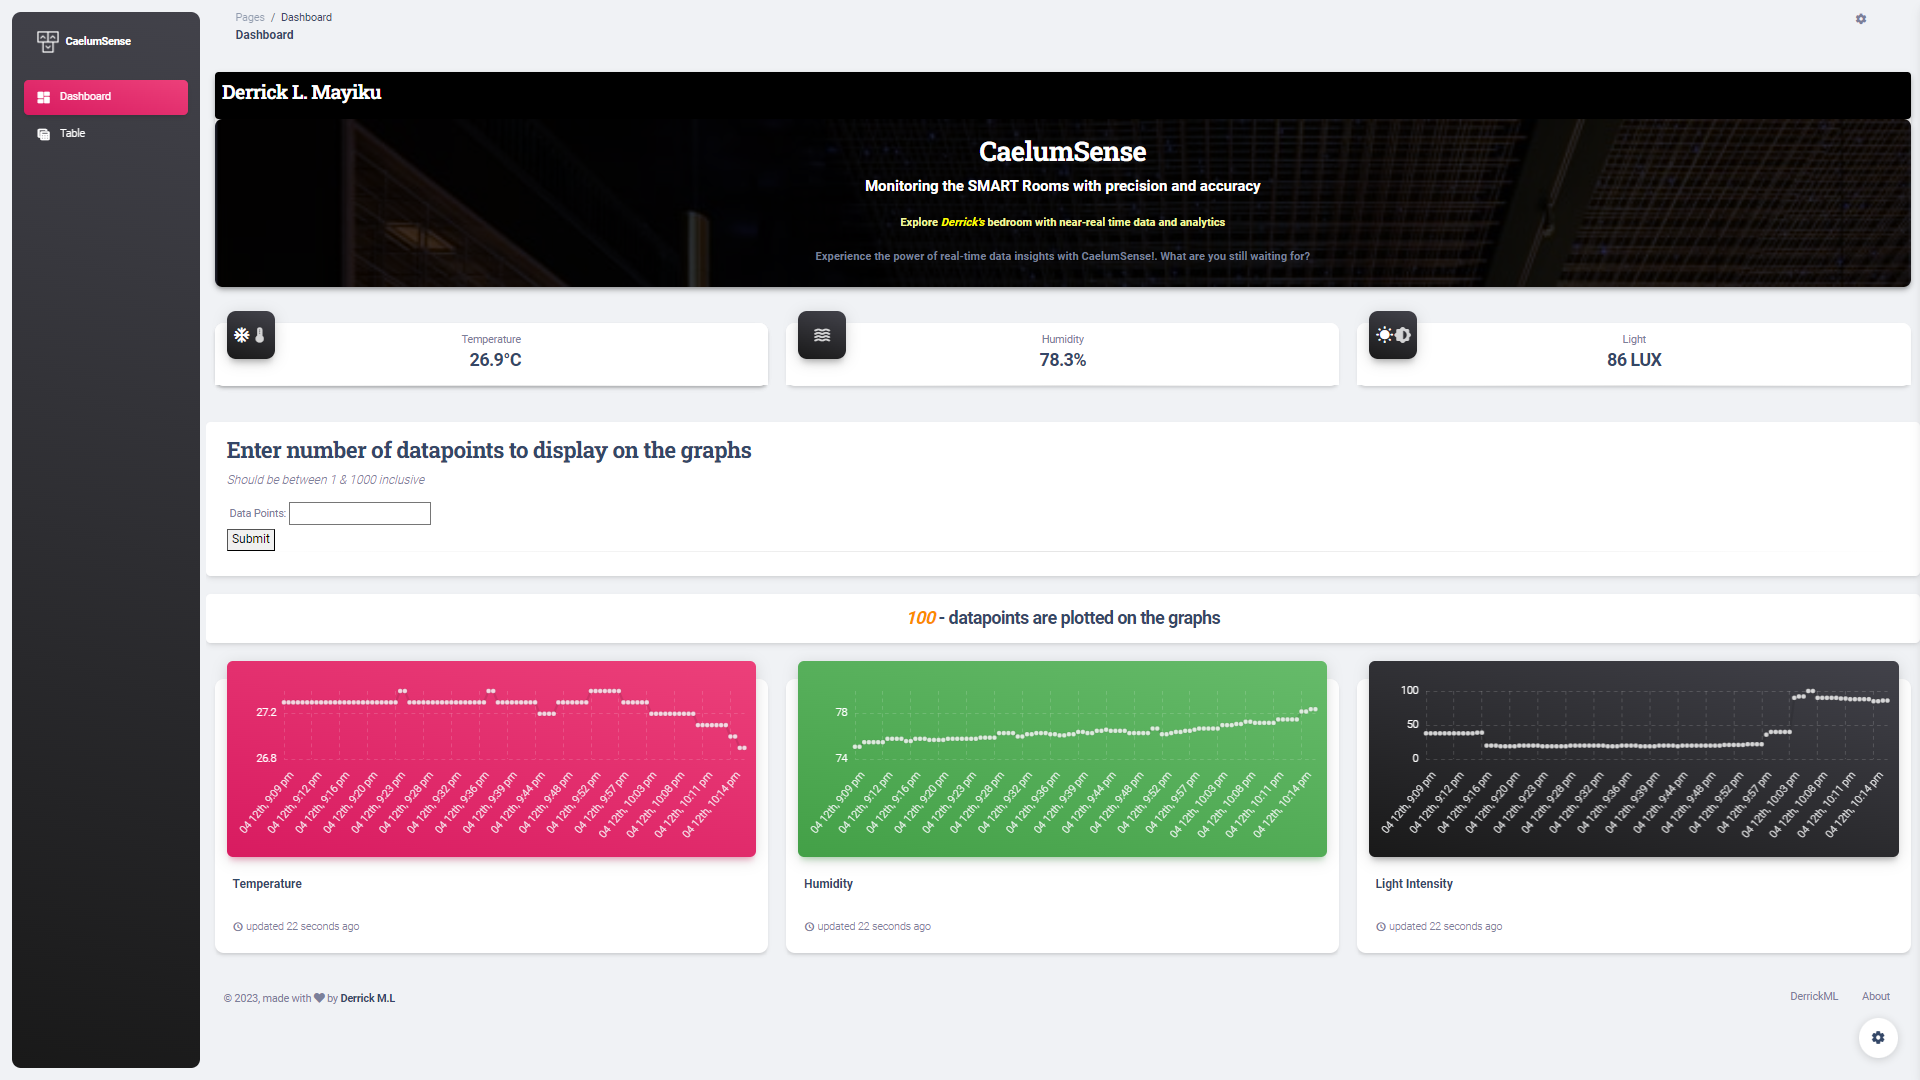 CaelumSense
Dashboard
Table
Pages / Dashboard
Dashboard
Derrick L. Mayiku
CaelumSense
Monitoring the SMART Rooms with precision and accuracy
Explore Derrick's bedroom with near-real time data and analytics
Experience the power of real-time data insights with CaelumSense!. What are you still waiting for?
Temperature
26.9°C
Humidity
78.3%
Light
86 LUX
Enter number of datapoints to display on the graphs
Should be between 1 & 1000 inclusive
Data Points:
Submit
100 - datapoints are plotted on the graphs
27.2
26.8
04 12th, 9:09 pm
04 12th, 9:12 pm
04 12th, 9:16 pm
04 12th, 9:20 pm
04 12th, 9:23 pm
04 12th, 9:28 pm
04 12th, 9:32 pm
04 12th, 9:36 pm
04 12th, 9:39 pm
04 12th, 9:44 pm
04 12th, 9:48 pm
04 12th, 9:52 pm
04 12th, 9:57 pm
04 12th, 10:03 pm
04 12th, 10:08 pm
04 12th, 10:11 pm
04 12th, 10:14 pm
Temperature
updated 22 seconds ago
78
74
04 12th, 9:09 pm
04 12th, 9:12 pm
04 12th, 9:16 pm
04 12th, 9:20 pm
04 12th, 9:23 pm
04 12th, 9:28 pm
04 12th, 9:32 pm
04 12th, 9:36 pm
04 12th, 9:39 pm
04 12th, 9:44 pm
04 12th, 9:48 pm
04 12th, 9:52 pm
04 12th, 9:57 pm
04 12th, 10:03 pm
04 12th, 10:08 pm
04 12th, 10:11 pm
04 12th, 10:14 pm
Humidity
updated 22 seconds ago
100
50
0
04 12th, 9:09 pm
04 12th, 9:12 pm
04 12th, 9:16 pm
04 12th, 9:20 pm
04 12th, 9:23 pm
04 12th, 9:28 pm
04 12th, 9:32 pm
04 12th, 9:36 pm
04 12th, 9:39 pm
04 12th, 9:44 pm
04 12th, 9:48 pm
04 12th, 9:52 pm
04 12th, 9:57 pm
04 12th, 10:03 pm
04 12th, 10:08 pm
04 12th, 10:11 pm
04 12th, 10:14 pm
Light Intensity
updated 22 seconds ago
© 2023, made with ♥ by Derrick M.L
DerrickML
About